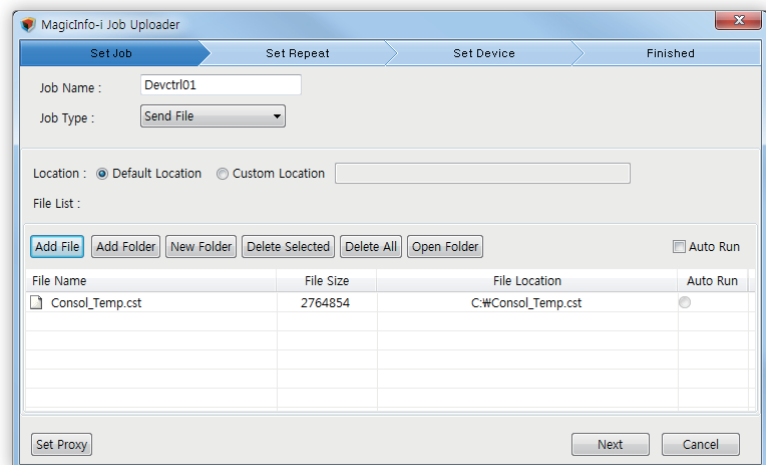 MagicInfo-i Job Uploader
Set Job Set Repeat Set Device Finished
Job Name : Devctrl01
Job Type : Send File
Location : Default Location Custom Location
File List :
Add File Add Folder New Folder Delete Selected Delete All Open Folder Auto Run
File Name File Size File Location Auto Run
Consol_Temp.cst 2764854 C:₩Consol_Temp.cst
Set Proxy Next Cancel